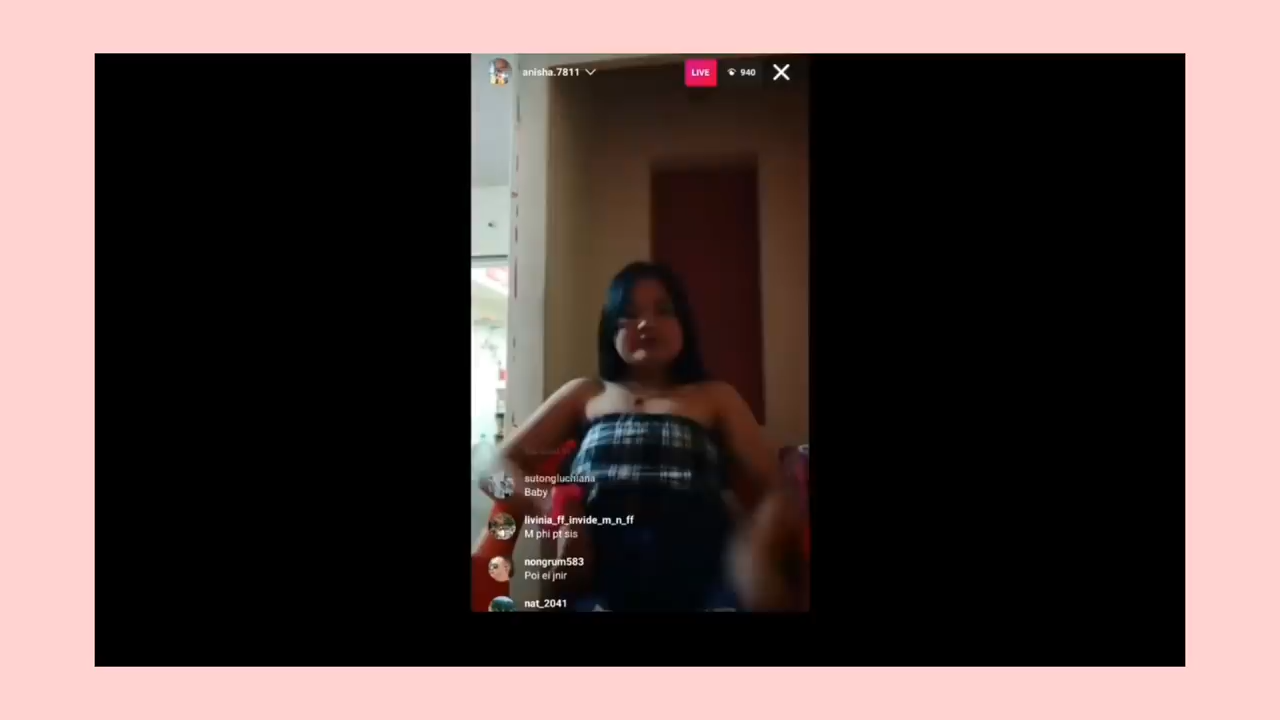 anisha.7811
LIVE
940
sutongluchiana
Baby
livinia_ff_invide_m_n_ff
M phi pt sis
nongrum583
Poi ei jnir
nat_2041